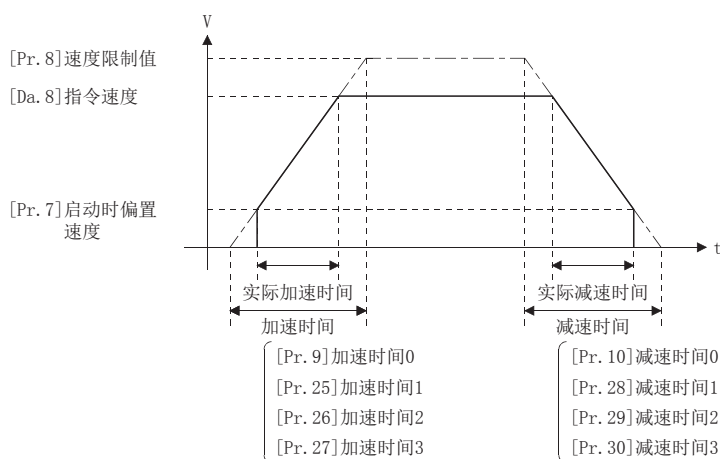 V
[Pr.8]速度限制值
[Da.8]指令速度
[Pr.7]启动时偏置
速度
t
实际加速时间
实际减速时间
加速时间
减速时间
[Pr.9]加速时间0
[Pr.25]加速时间1
[Pr.26]加速时间2
[Pr.27]加速时间3
[Pr.10]减速时间0
[Pr.28]减速时间1
[Pr.29]减速时间2
[Pr.30]减速时间3